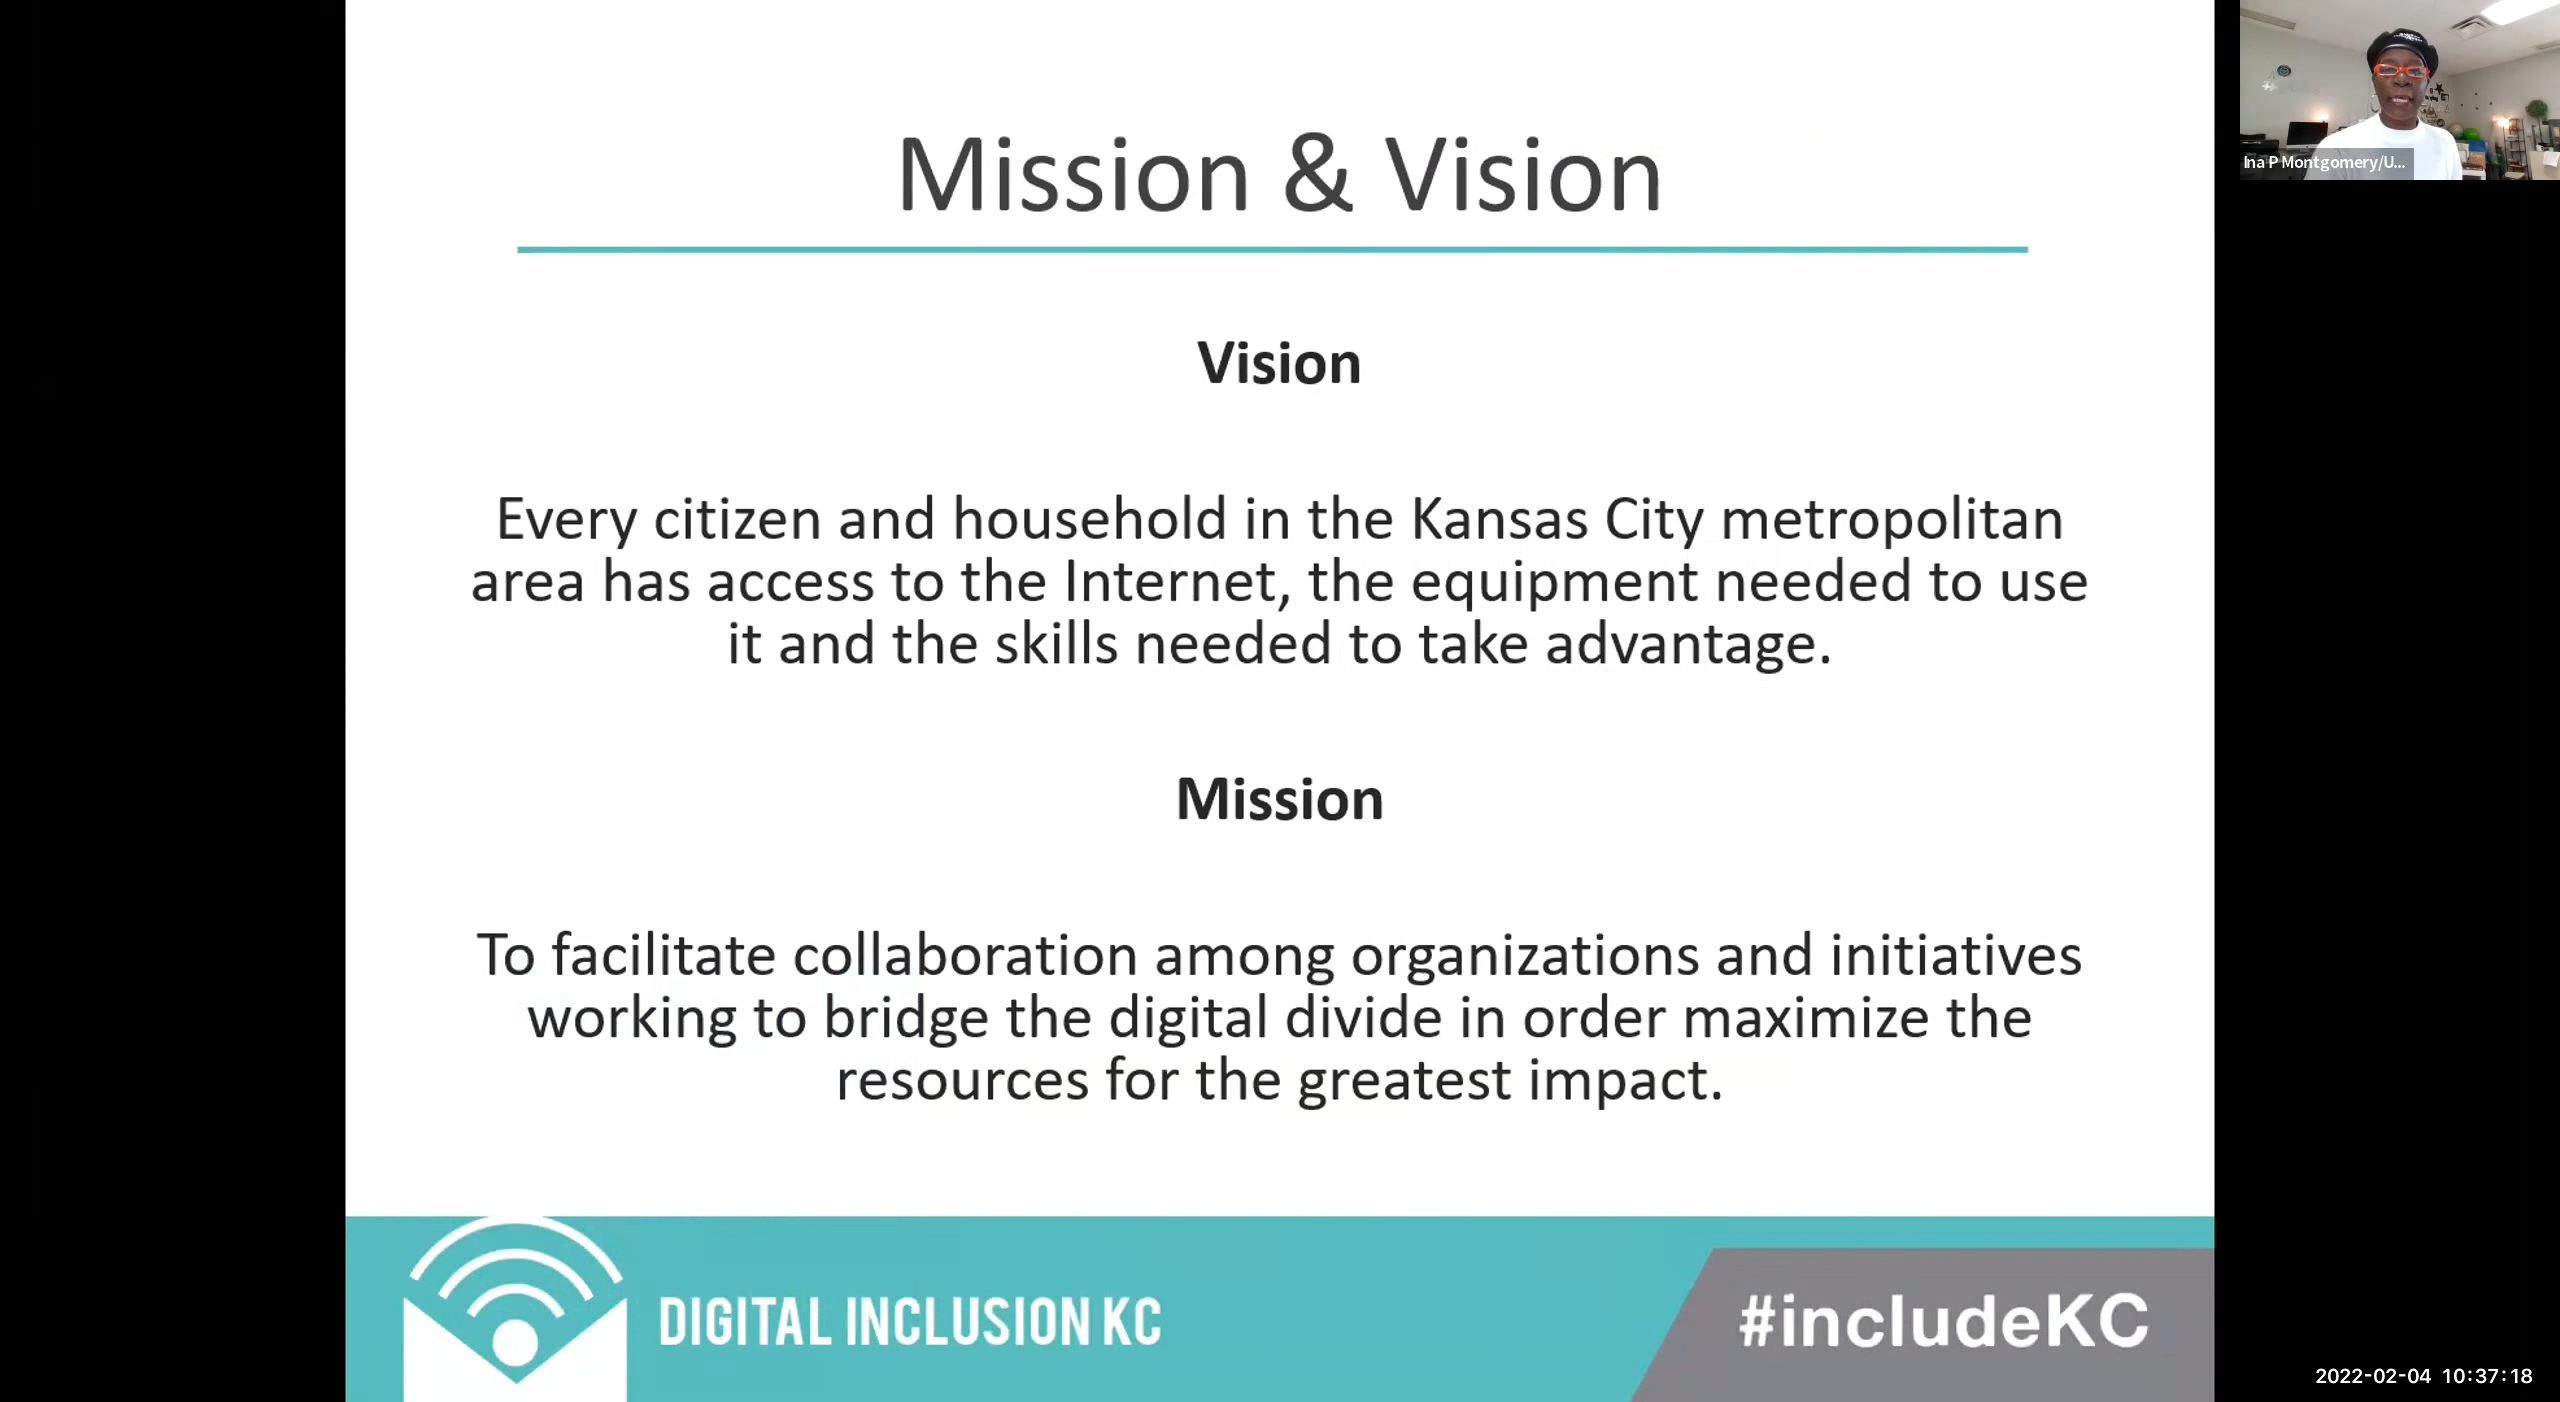 Mission & Vision
Vision
Every citizen and household in the Kansas City metropolitan
area has access to the Internet, the equipment needed to use
it and the skills needed to take advantage.
Mission
To facilitate collaboration among organizations and initiatives
working to bridge the digital divide in order maximize the
resources for the greatest impact.
DIGITAL INCLUSION KC
#includeKC
Ina P Montgomery/U...
2022-02-04 10:37:18